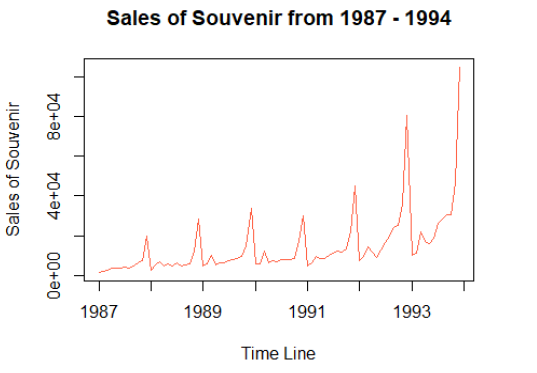 Sales of Souvenir from 1987 - 1994
Sales of Souvenir
8e+04
4e+04
0e+00
1987 1989 1991 1993
Time Line